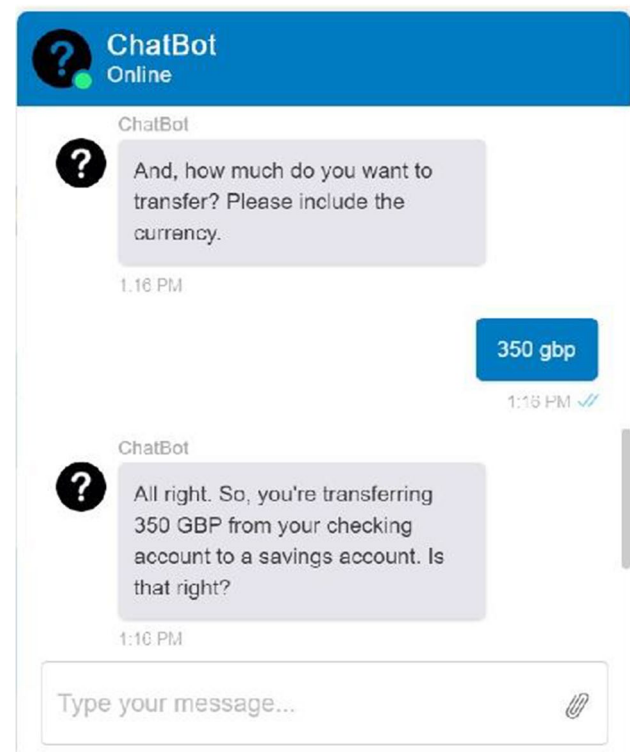 ChatBot
Online
ChatBot
And, how much do you want to
transfer? Please include the
currency.
1:16 PM
350 gbp
1:16 PM
ChatBot
All right. So, you're transferring
350 GBP from your checking
account to a savings account. Is
that right?
1:16 PM
Type your message...